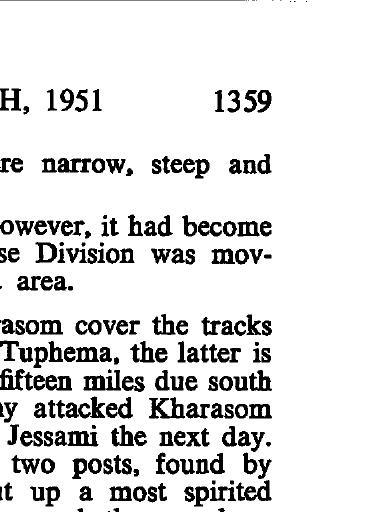 H, 1951 1359
re narrow, steep and
owever, it had become
se Division was mov-
area.
rasom cover the tracks
Tuphema, the latter is
fifteen miles due south
ny attacked Kharasom
Jessami the next day.
two posts, found by
ut up a most spirited